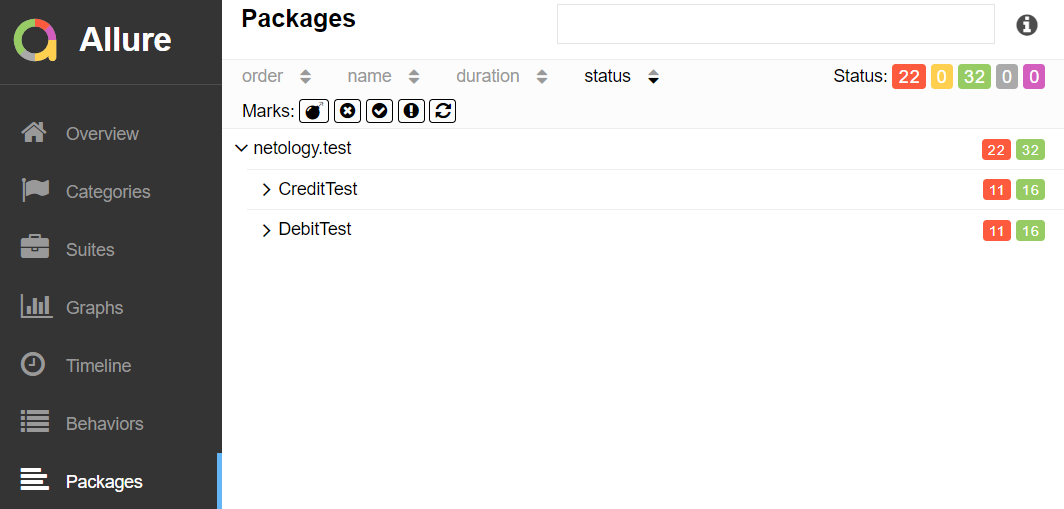 Allure
Overview
Categories
Suites
Graphs
Timeline
Behaviors
Packages
Packages
order name duration status Status: 22 0 32 0 0
Marks:
netology.test 22 32
CreditTest 11 16
DebitTest 11 16